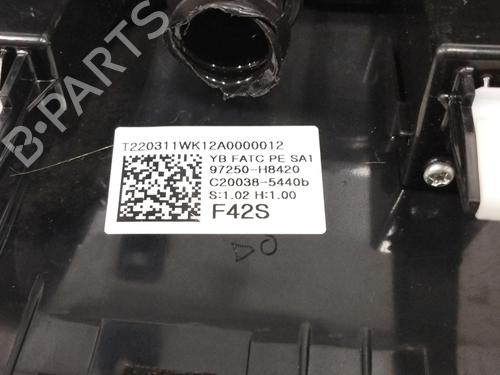 B-PARTS
T220311WK12A0000012
YB FATC PE SA1
97250-H8420
C20038-5440b
S:1.02 H:1.00
F42S